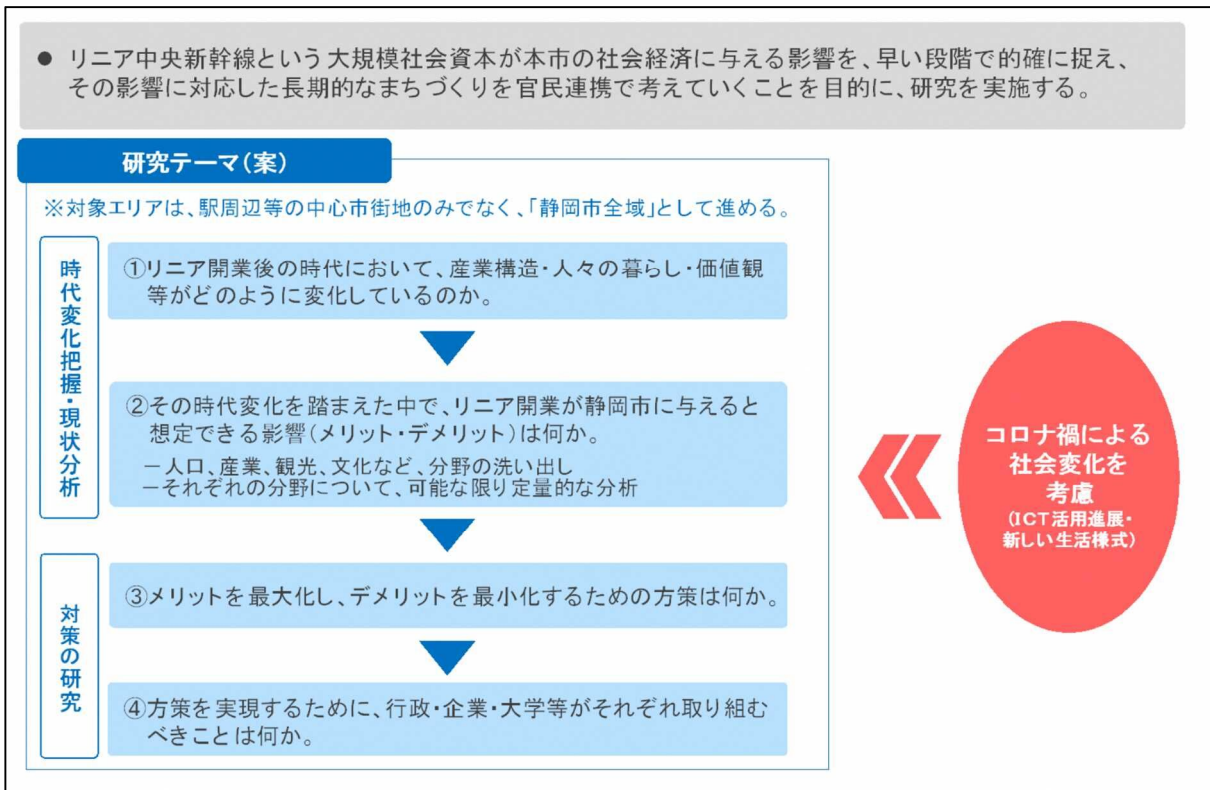 ● リニア中央新幹線という大規模社会資本が本市の社会経済に与える影響を、早い段階で的確に捉え、
その影響に対応した長期的なまちづくりを官民連携で考えていくことを目的に、研究を実施する。
研究テーマ(案)
※対象エリアは、駅周辺等の中心市街地のみでなく、「静岡市全域」として進める。
時代変化把握・現状分析
①リニア開業後の時代において、産業構造・人々の暮らし・価値観
等がどのように変化しているのか。
②その時代変化を踏まえた中で、リニア開業が静岡市に与えると
想定できる影響(メリット・デメリット)は何か。
－人口、産業、観光、文化など、分野の洗い出し
－それぞれの分野について、可能な限り定量的な分析
対策の研究
③メリットを最大化し、デメリットを最小化するための方策は何か。
④方策を実現するために、行政・企業・大学等がそれぞれ取り組む
べきことは何か。
コロナ禍による
社会変化を
考慮
(ICT活用進展・
新しい生活様式)